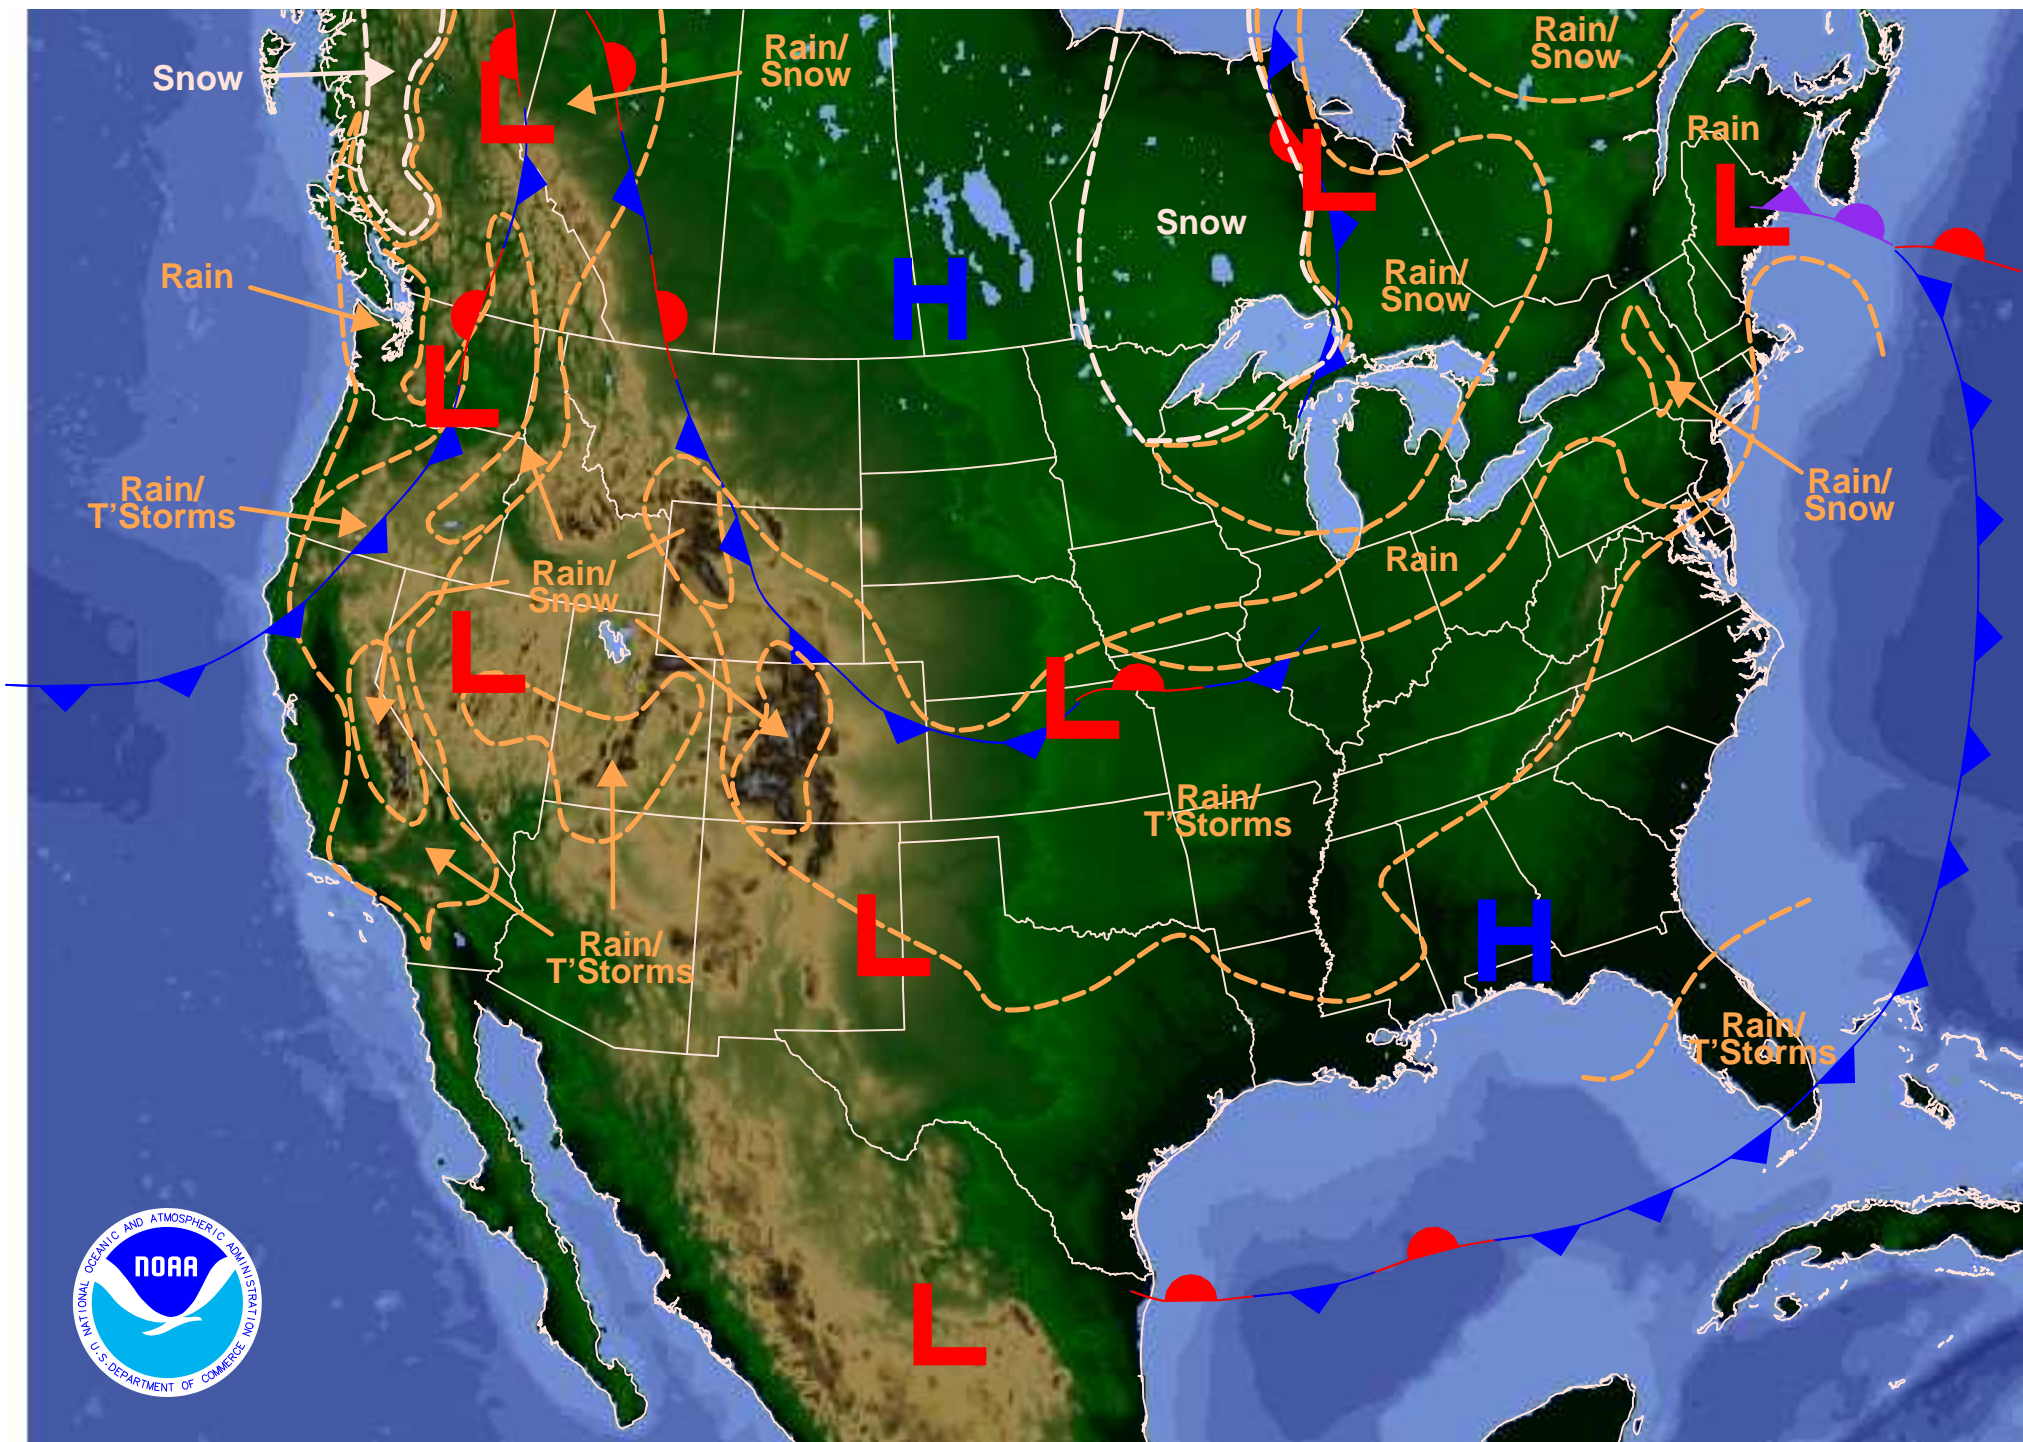 Rain/
Snow
Rain/
Snow
Snow
L
Rain
L
L
Snow
Rain
H
Rain/
Snow
L
Rain/
T'Storms
Rain/
Snow
Rain
Rain/
Snow
L
L
Rain/
T'Storms
L
H
Rain/
T'Storms
Rain/
T'Storms
L
NATIONAL OCEANIC AND ATMOSPHERIC ADMINISTRATION
NOAA
U.S. DEPARTMENT OF COMMERCE